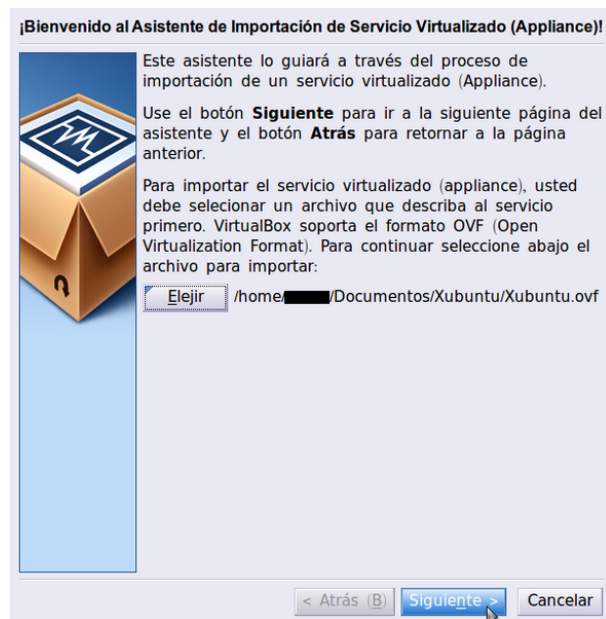 ¡Bienvenido al Asistente de Importación de Servicio Virtualizado (Appliance)!
Este asistente lo guiará a través del proceso de
importación de un servicio virtualizado (Appliance).
Use el botón Siguiente para ir a la siguiente página del
asistente y el botón Atrás para retornar a la página
anterior.
Para importar el servicio virtualizado (appliance), usted
debe selecionar un archivo que describa al servicio
primero. VirtualBox soporta el formato OVF (Open
Virtualization Format). Para continuar seleccione abajo el
archivo para importar:
Elejir /home/ /Documentos/Xubuntu/Xubuntu.ovf
< Atrás (B) Siguiente > Cancelar